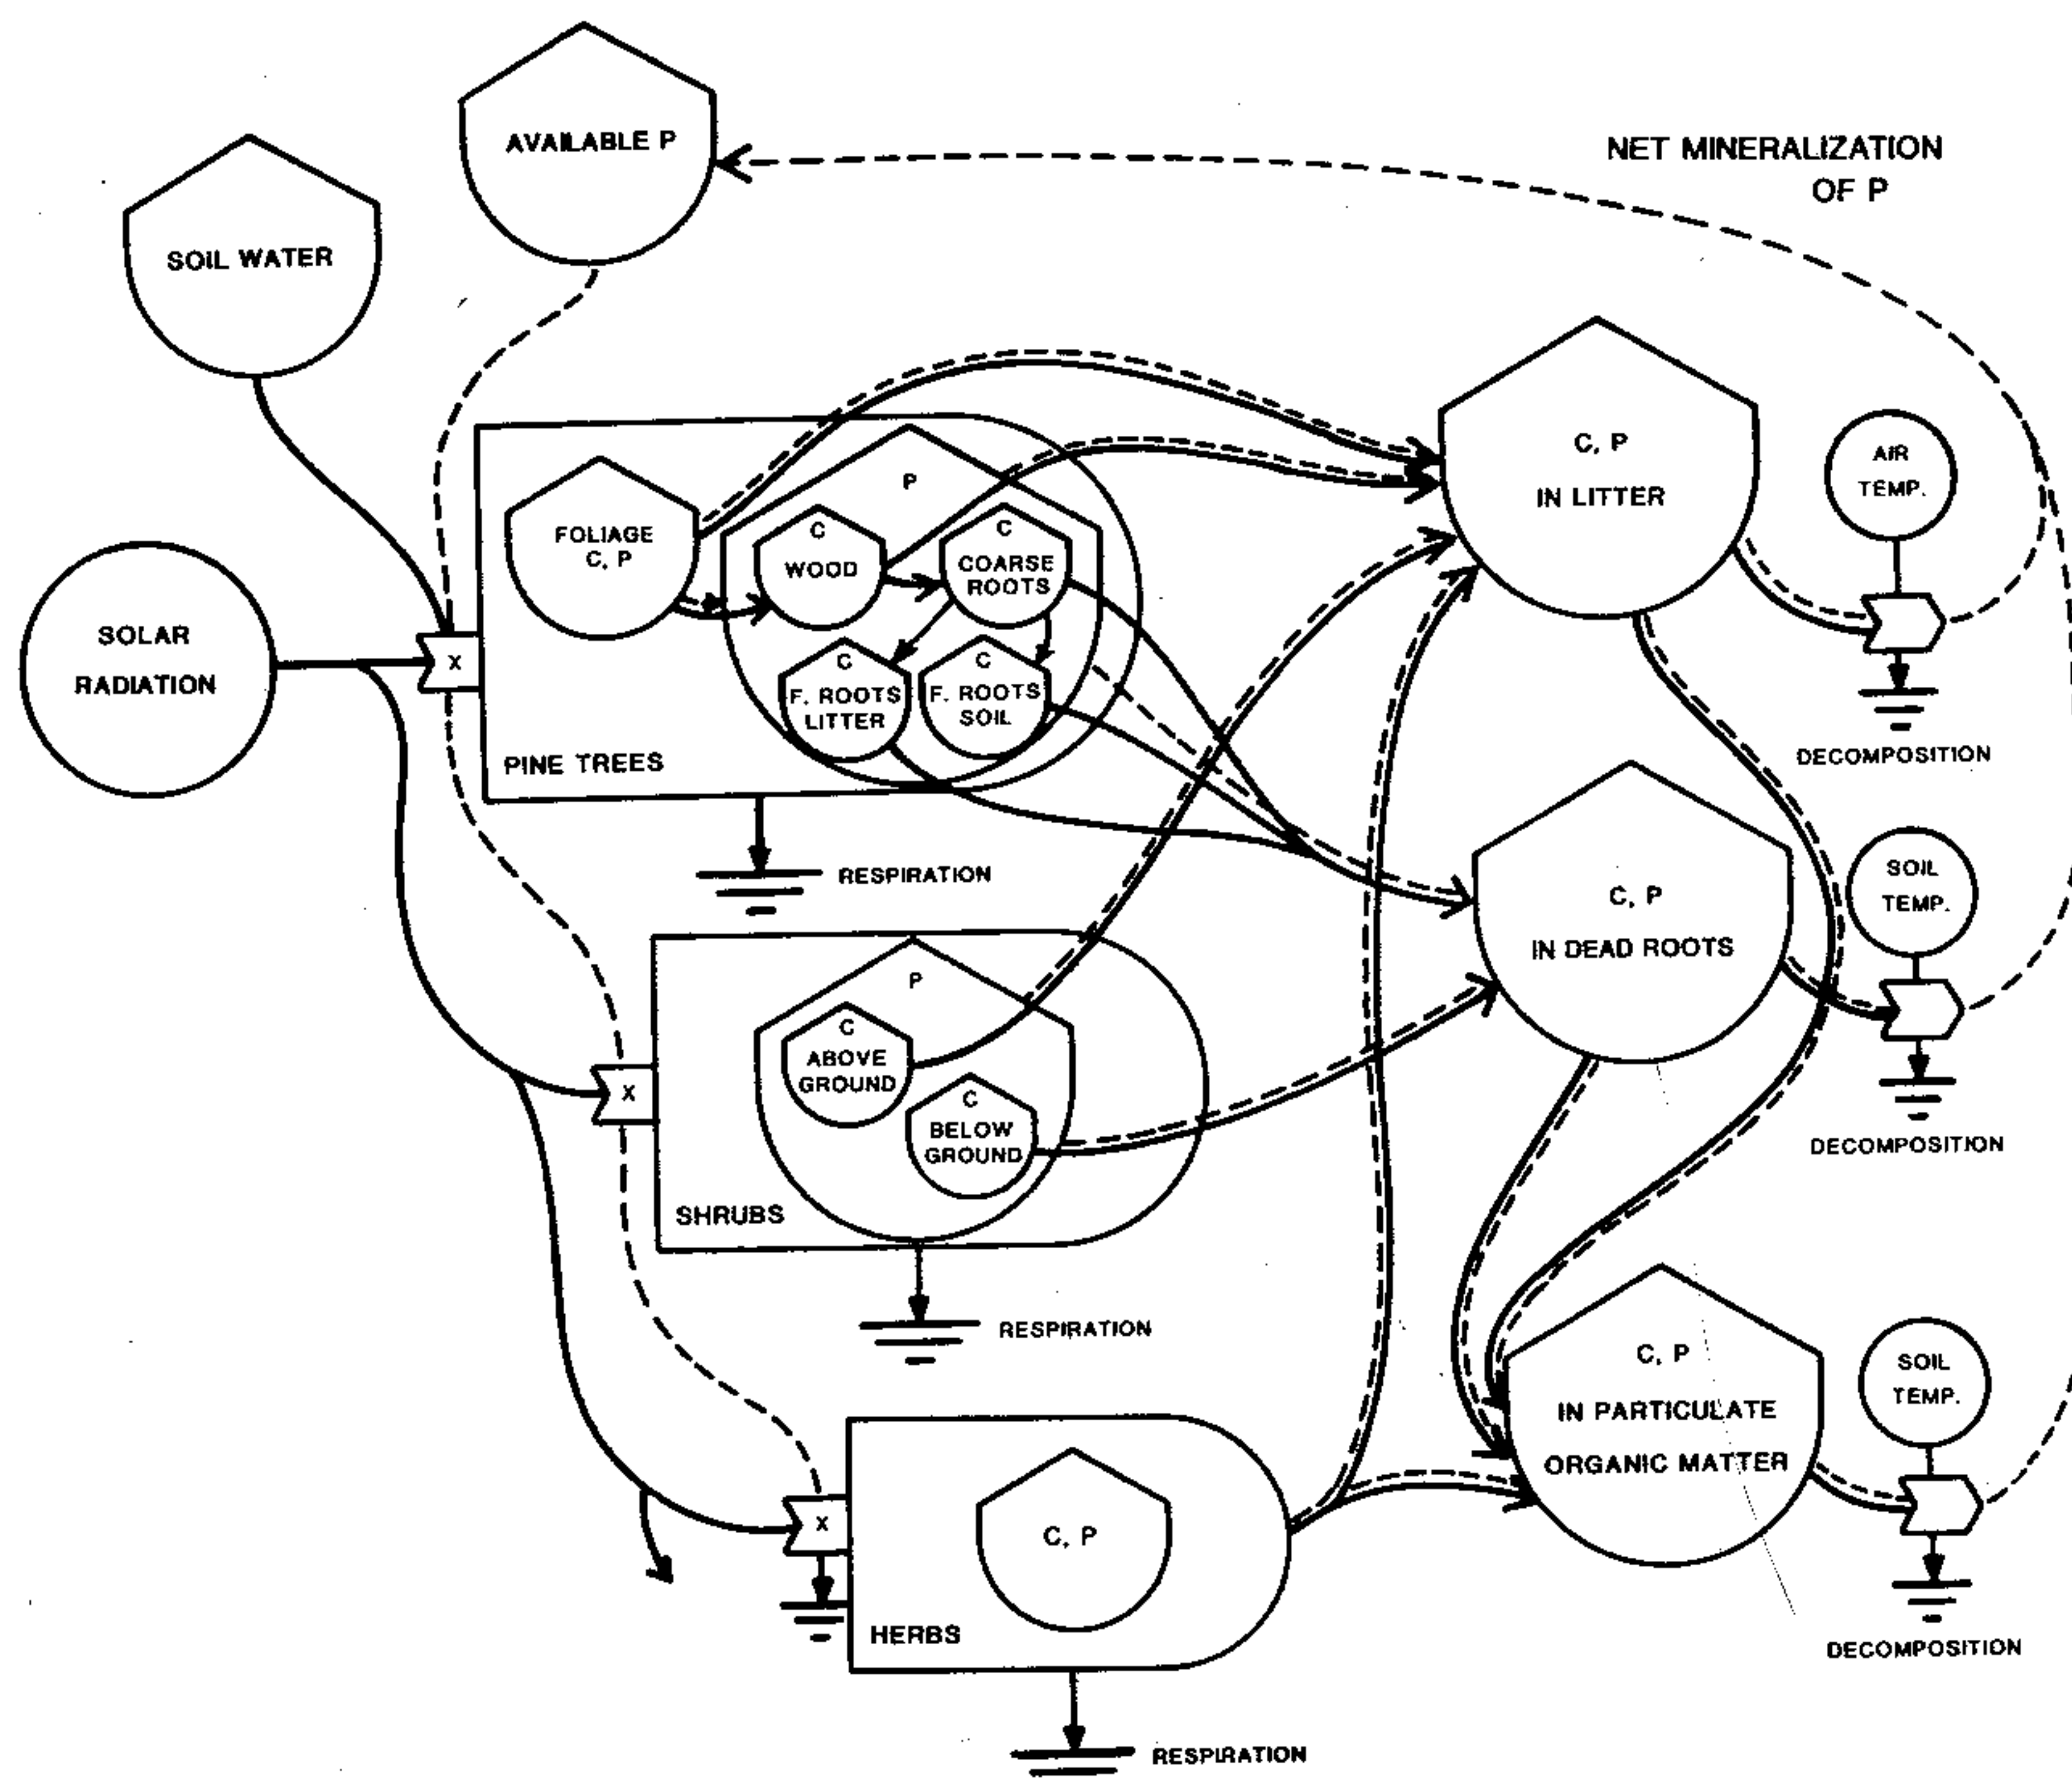 AVAILABLE P
NET MINERALIZATION
OF P
SOIL WATER
SOLAR
RADIATION
X
FOLIAGE
C, P
P
C
WOOD
C
COARSE
ROOTS
C
F. ROOTS
LITTER
C
F. ROOTS
SOIL
PINE TREES
RESPIRATION
C, P
IN LITTER
AIR
TEMP.
DECOMPOSITION
C, P
IN DEAD ROOTS
SOIL
TEMP.
DECOMPOSITION
X
P
C
ABOVE
GROUND
C
BELOW
GROUND
SHRUBS
RESPIRATION
C, P
IN PARTICULATE
ORGANIC MATTER
SOIL
TEMP.
DECOMPOSITION
X
C, P
HERBS
RESPIRATION